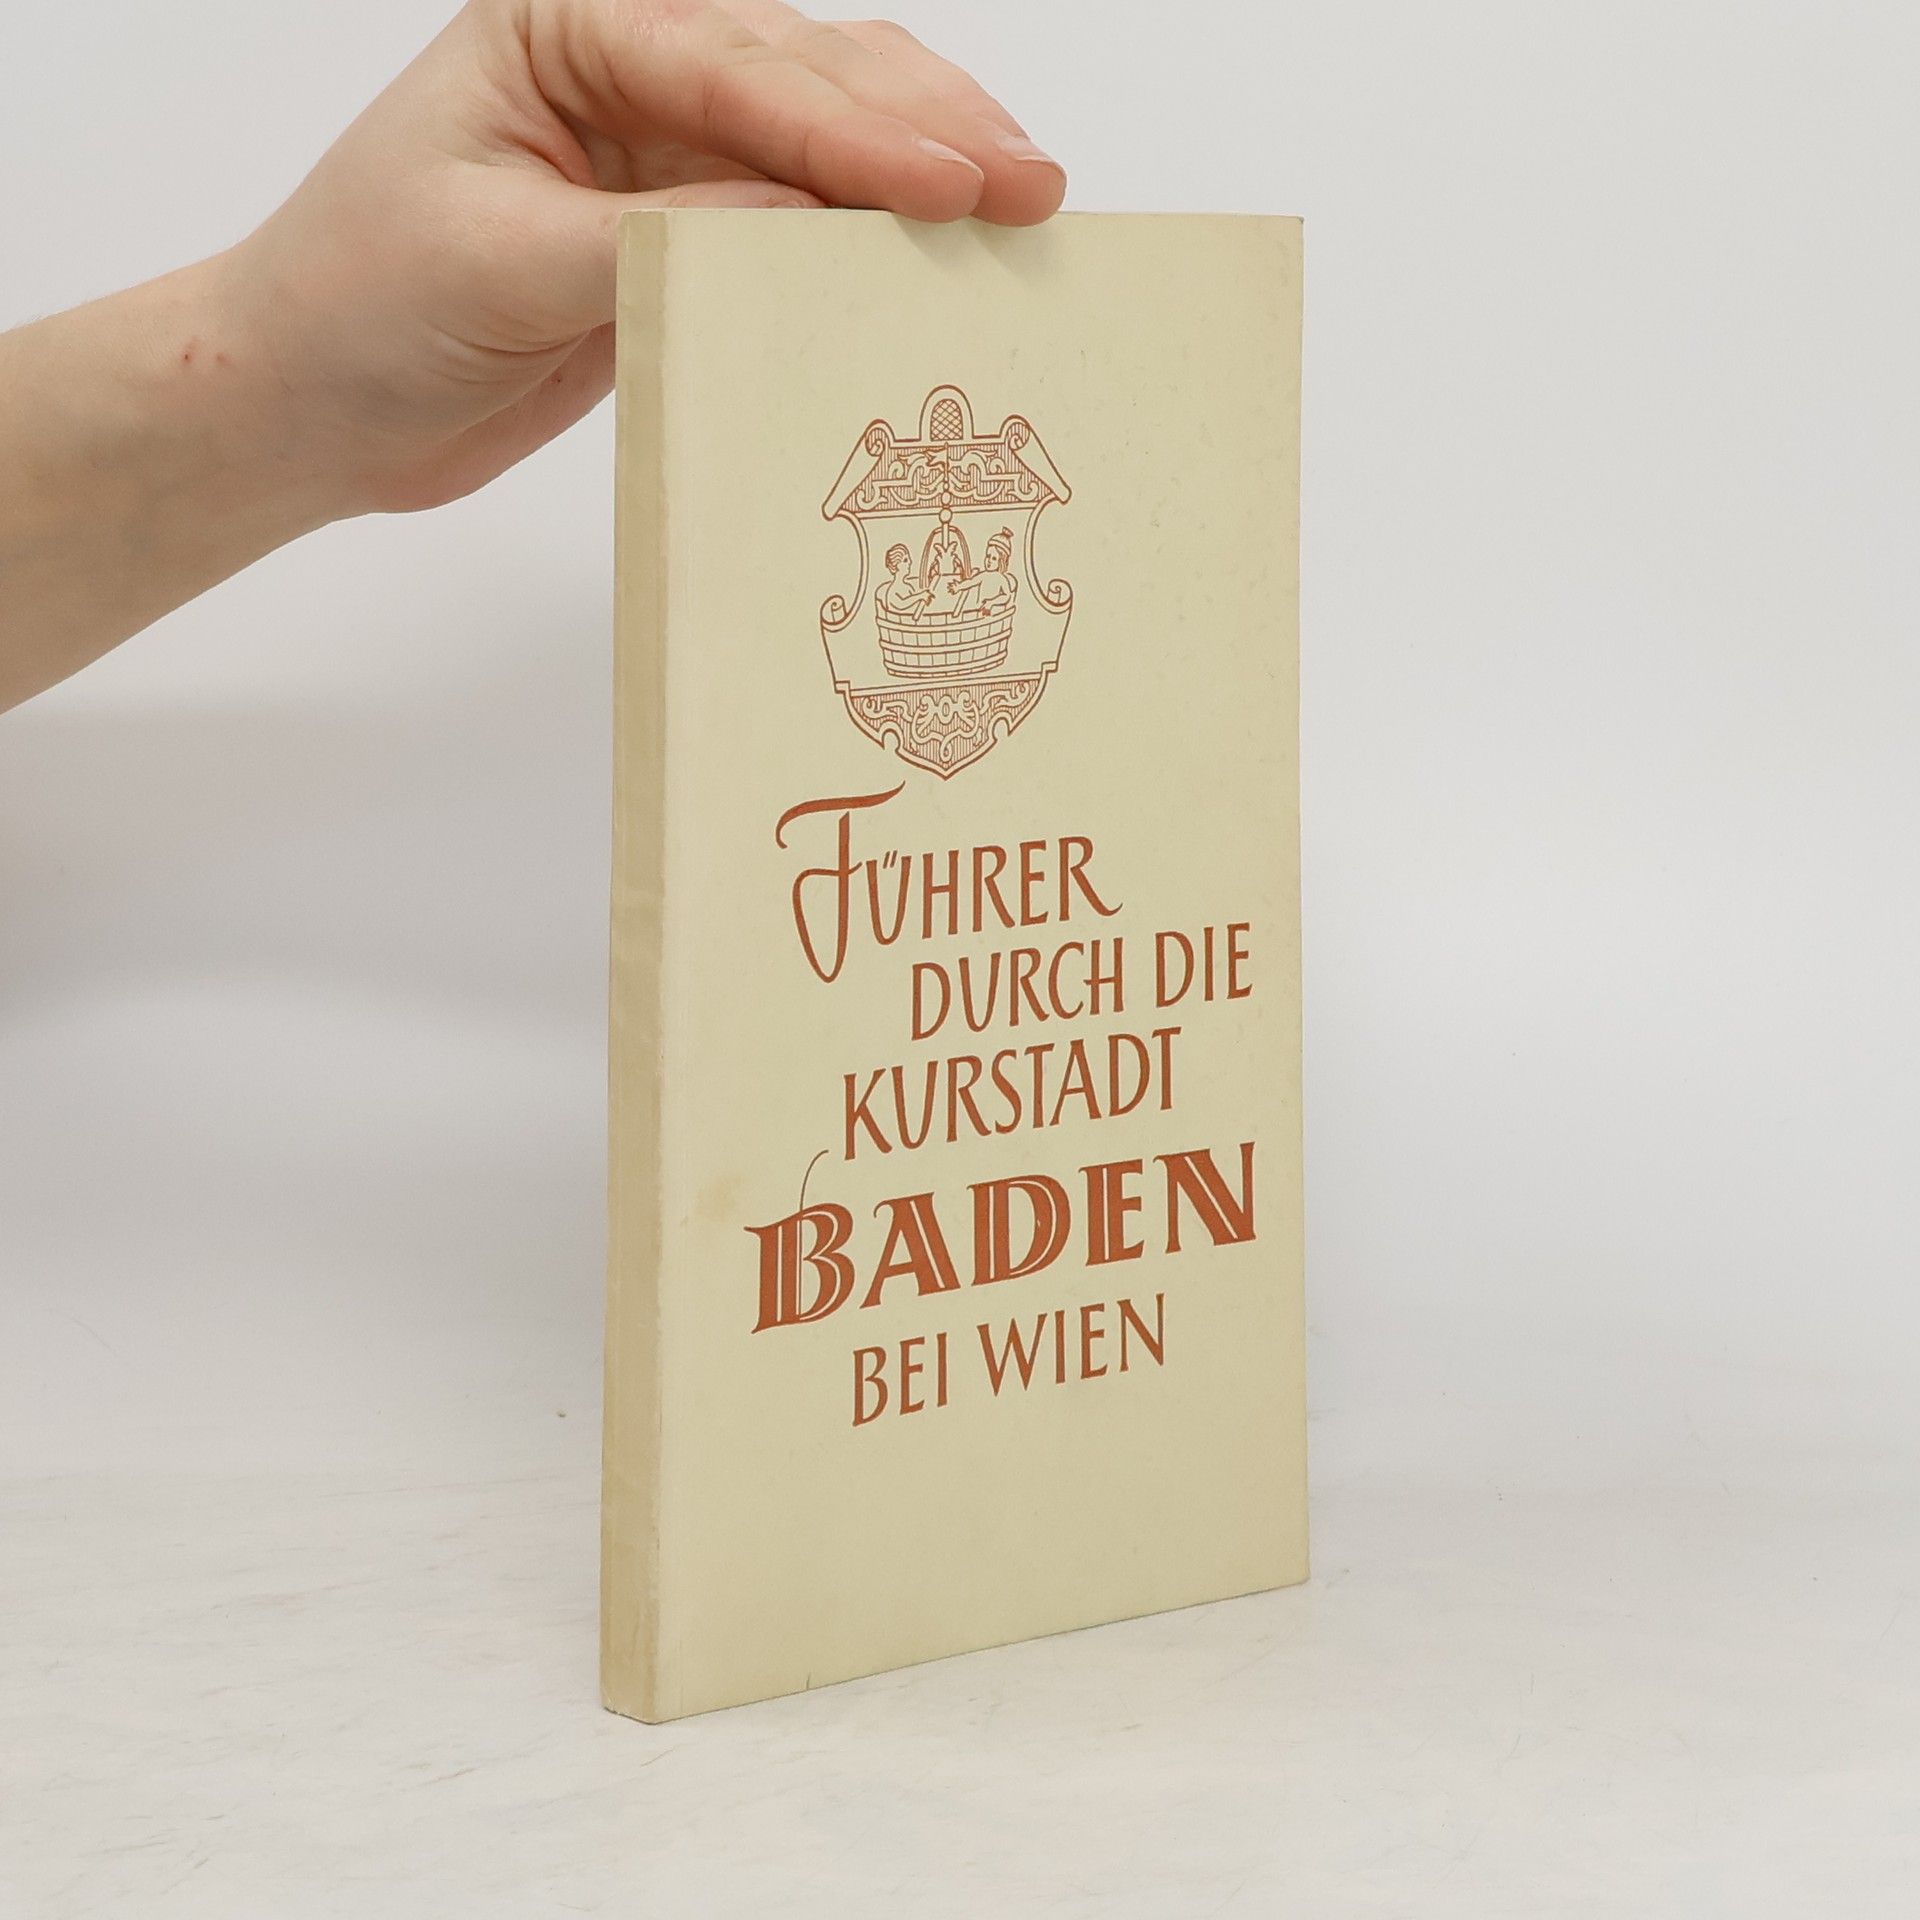 FÜHRER
DURCH DIE
KURSTADT
BADEN
BEI WIEN